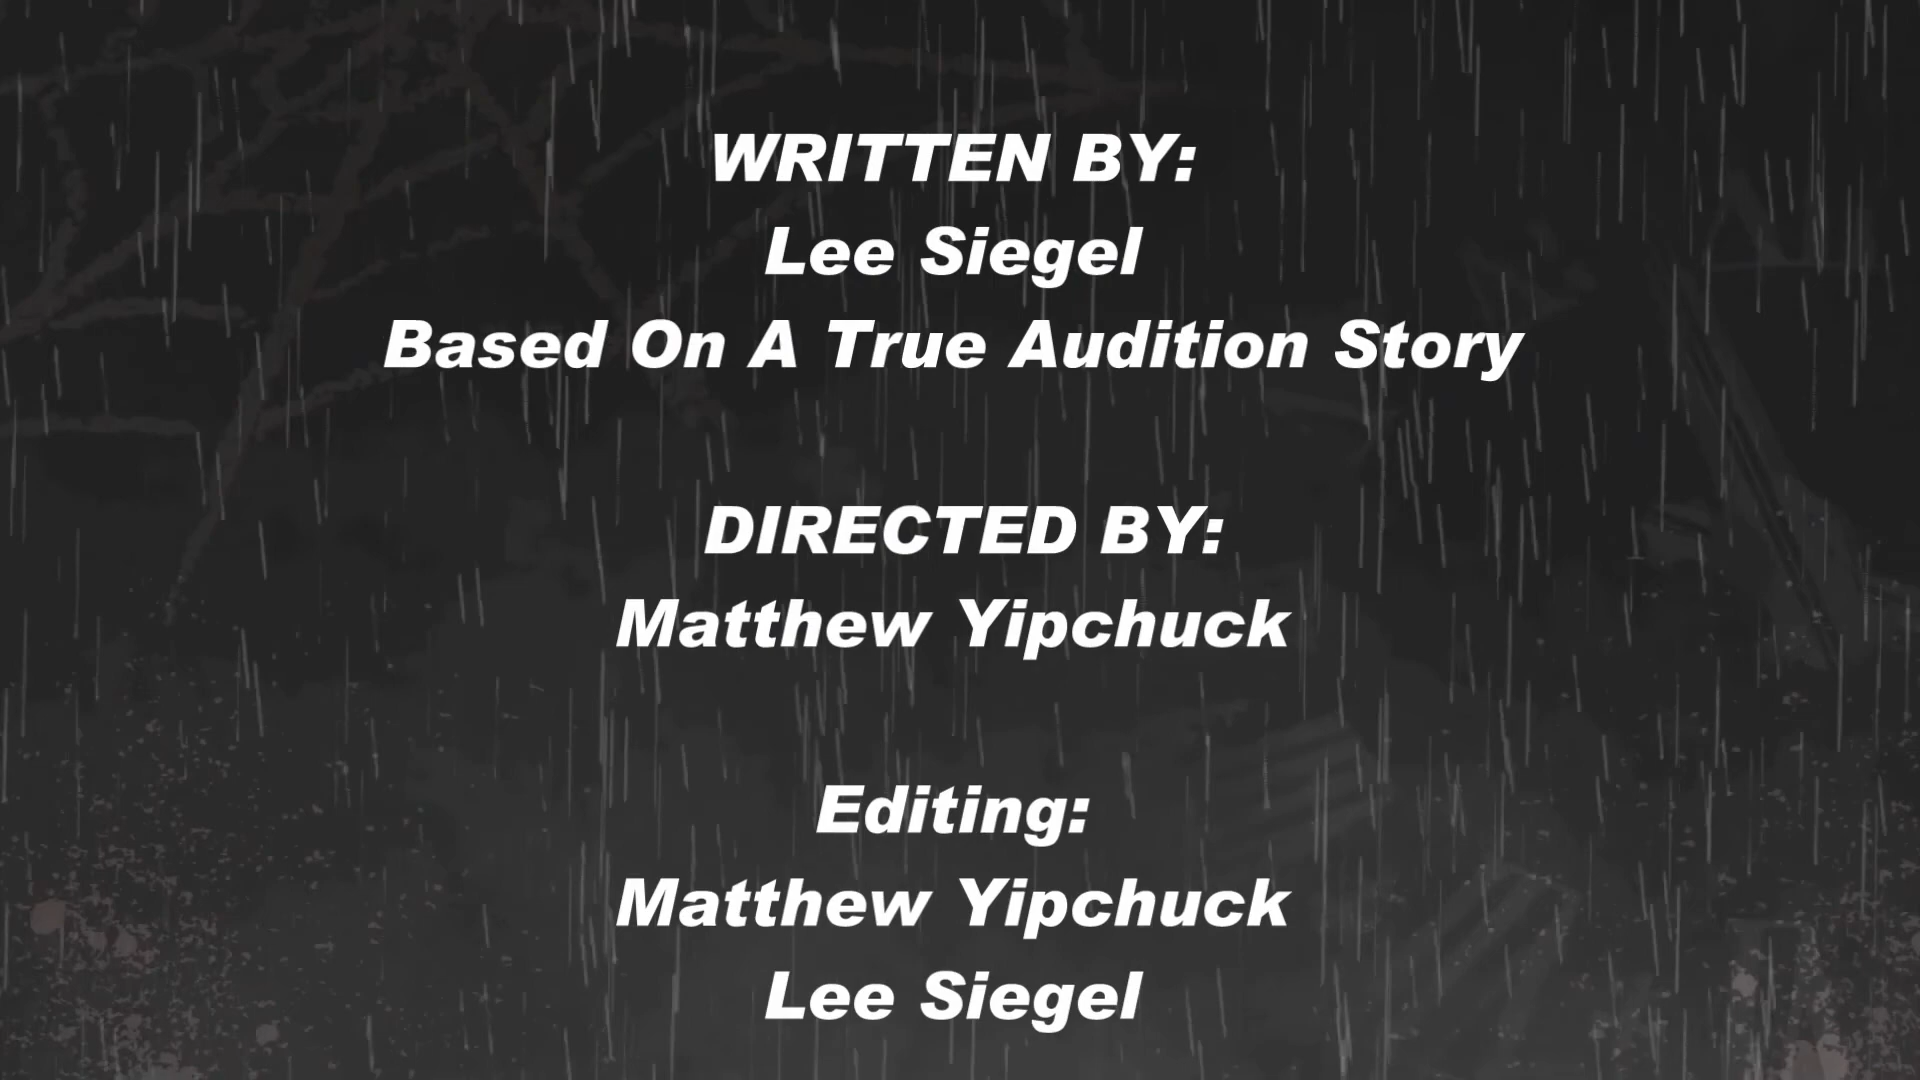 WRITTEN BY:
Lee Siegel
Based On A True Audition Story
DIRECTED BY:
Matthew Yipchuck
Editing:
Matthew Yipchuck
Lee Siegel